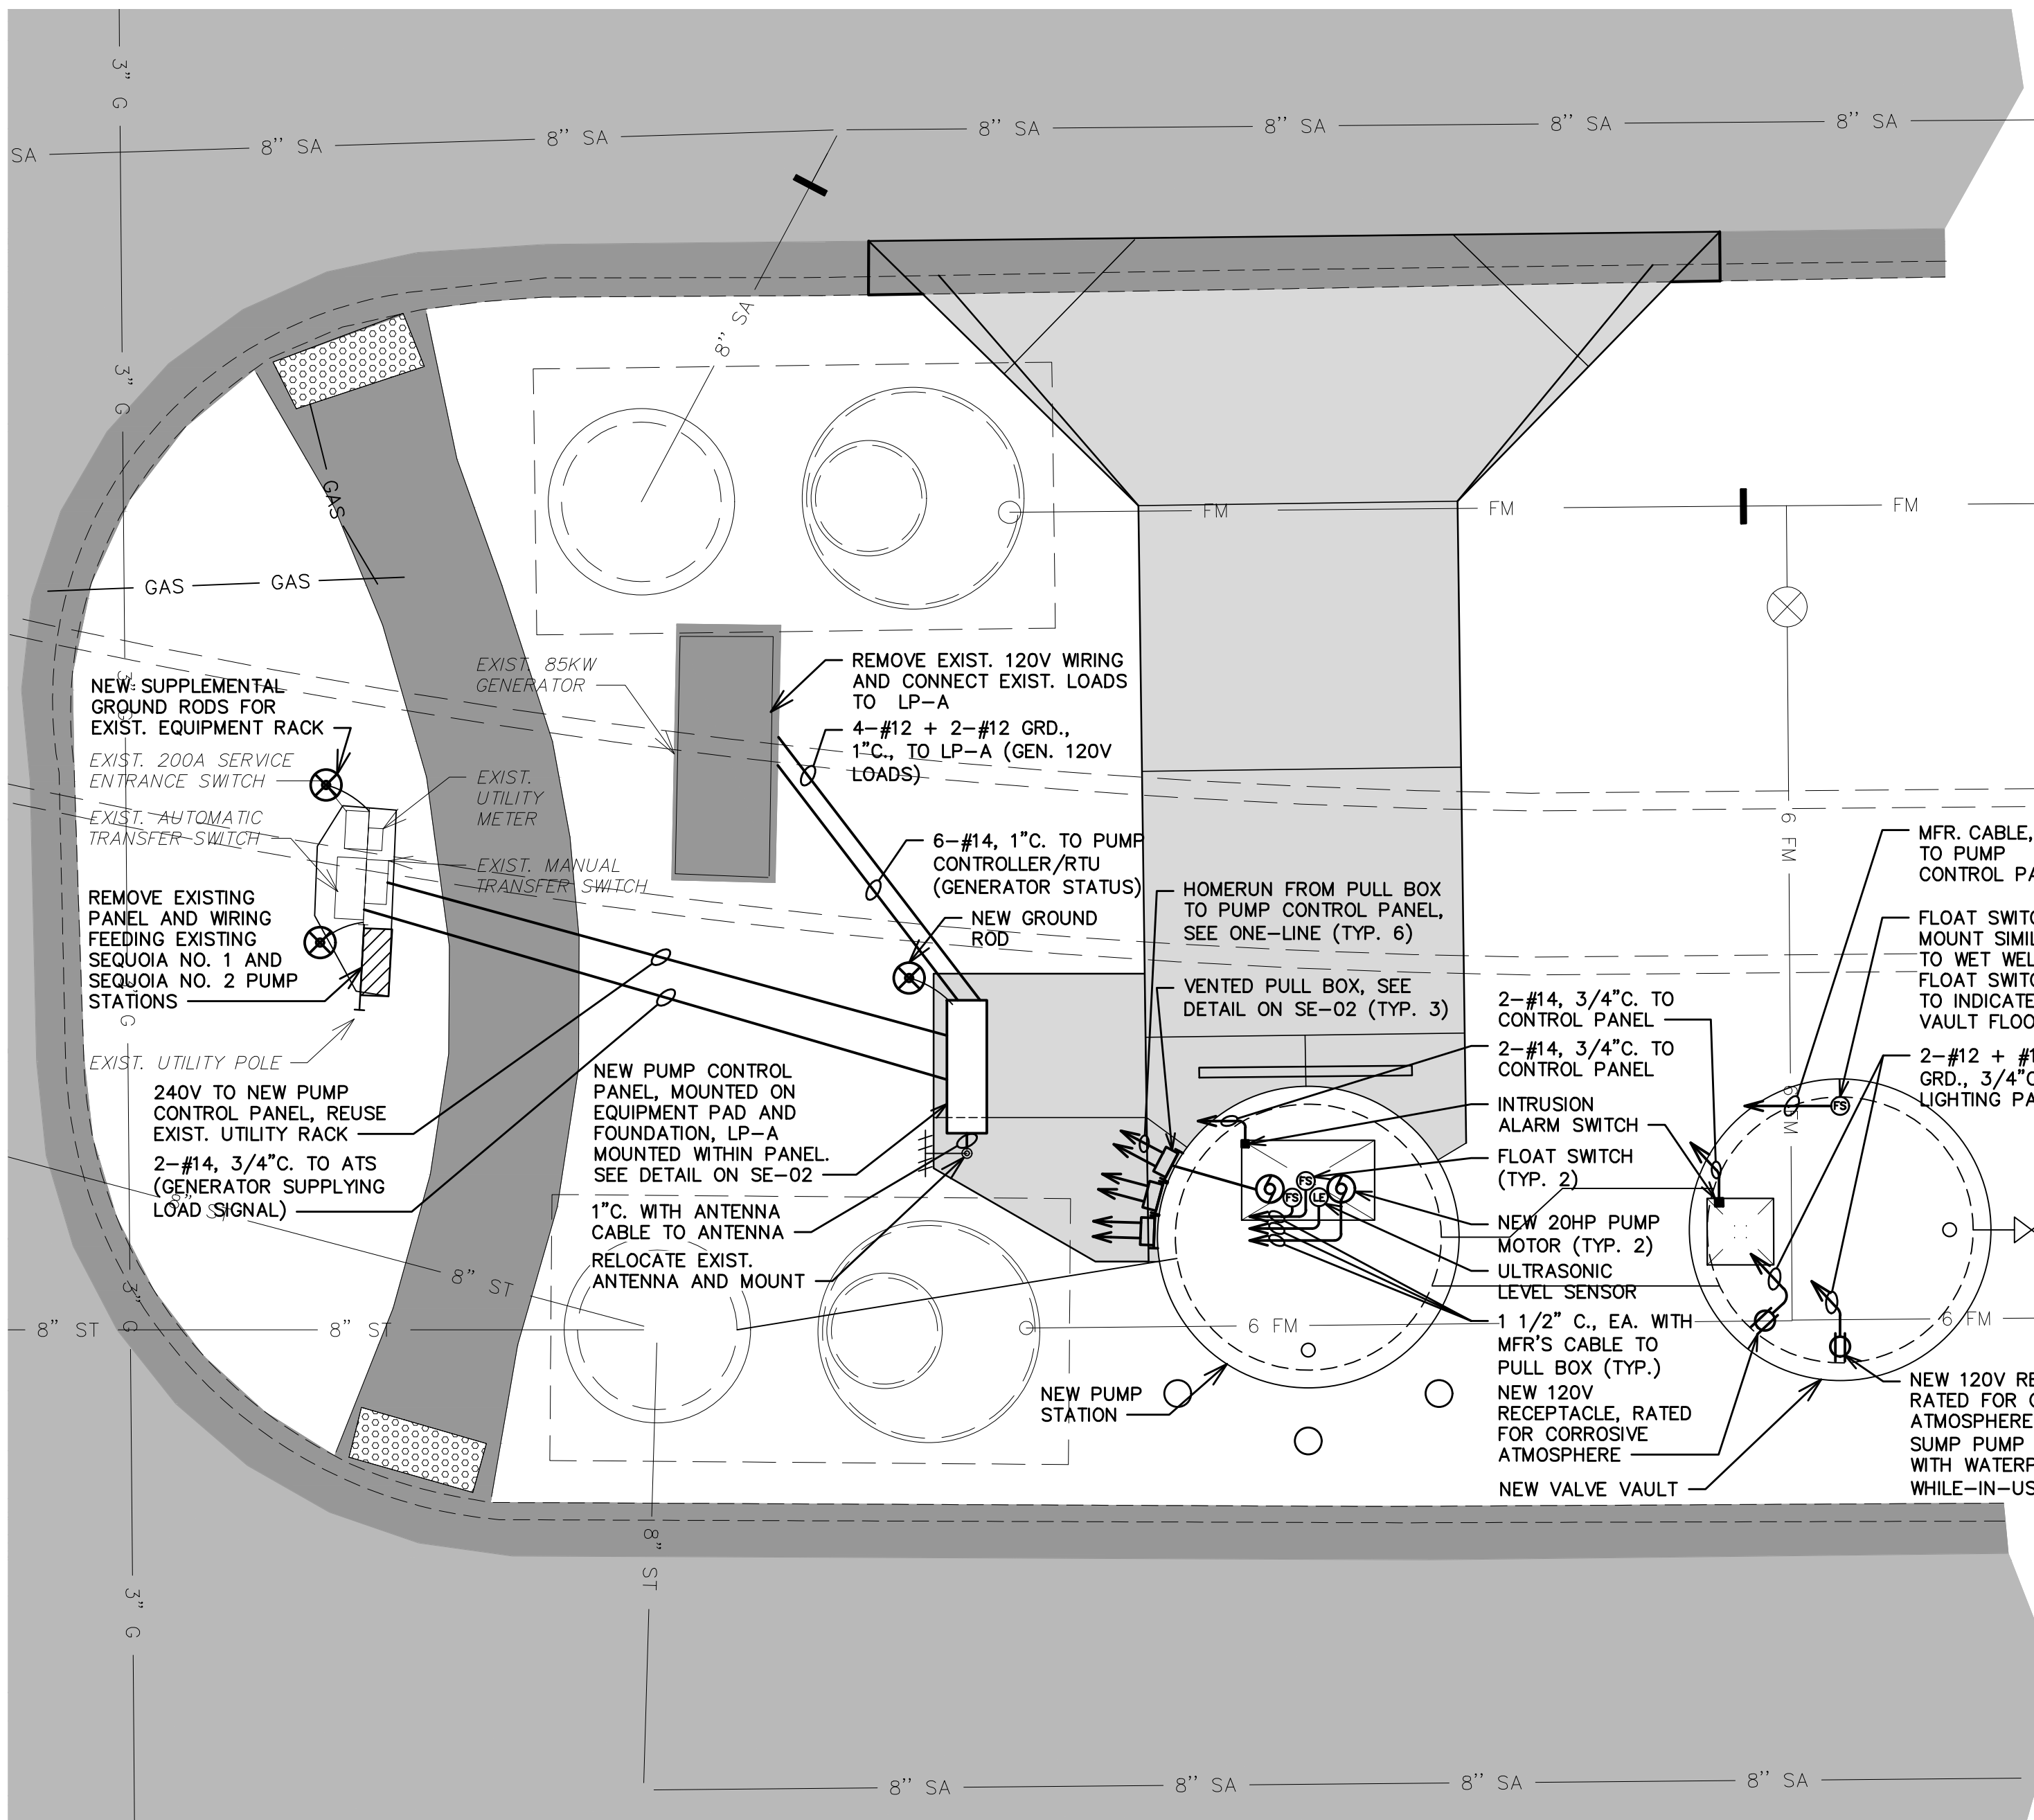 3" G
SA
8" SA
8" SA
8" SA
8" SA
8" SA
8" SA
3" G
8" SA
GAS
FM
FM
FM
GAS
GAS
3" G
NEW SUPPLEMENTAL
GROUND RODS FOR
EXIST. EQUIPMENT RACK
EXIST. 200A SERVICE
ENTRANCE SWITCH
EXIST. AUTOMATIC
TRANSFER SWITCH
REMOVE EXISTING
PANEL AND WIRING
FEEDING EXISTING
SEQUOIA NO. 1 AND
SEQUOIA NO. 2 PUMP
STATIONS
3" G
EXIST. UTILITY POLE
EXIST. 85KW
GENERATOR
EXIST.
UTILITY
METER
EXIST. MANUAL
TRANSFER SWITCH
REMOVE EXIST. 120V WIRING
AND CONNECT EXIST. LOADS
TO LP-A
4-#12 + 2-#12 GRD.,
1"C., TO LP-A (GEN. 120V
LOADS)
6-#14, 1"C. TO PUMP
CONTROLLER/RTU
(GENERATOR STATUS)
NEW GROUND
ROD
HOMERUN FROM PULL BOX
TO PUMP CONTROL PANEL,
SEE ONE-LINE (TYP. 6)
VENTED PULL BOX, SEE
DETAIL ON SE-02 (TYP. 3)
6 FM
MFR. CABLE,
TO PUMP
CONTROL PA
FLOAT SWITC
MOUNT SIMIL
TO WET WEL
FLOAT SWITC
TO INDICATE
VAULT FLOO
2-#12 + #1
GRD., 3/4"C
LIGHTING PA
2-#14, 3/4"C. TO
CONTROL PANEL
2-#14, 3/4"C. TO
CONTROL PANEL
INTRUSION
ALARM SWITCH
FLOAT SWITCH
(TYP. 2)
NEW 20HP PUMP
MOTOR (TYP. 2)
ULTRASONIC
LEVEL SENSOR
1 1/2" C., EA. WITH
MFR'S CABLE TO
PULL BOX (TYP.)
NEW 120V
RECEPTACLE, RATED
FOR CORROSIVE
ATMOSPHERE
NEW VALVE VAULT
FS
FS
LE
FS
6 FM
240V TO NEW PUMP
CONTROL PANEL, REUSE
EXIST. UTILITY RACK
2-#14, 3/4"C. TO ATS
(GENERATOR SUPPLYING
LOAD SIGNAL)
8" ST
NEW PUMP CONTROL
PANEL, MOUNTED ON
EQUIPMENT PAD AND
FOUNDATION, LP-A
MOUNTED WITHIN PANEL.
SEE DETAIL ON SE-02
1"C. WITH ANTENNA
CABLE TO ANTENNA
RELOCATE EXIST.
ANTENNA AND MOUNT
8" ST
3" G
8" ST
8" ST
6 FM
6 FM
NEW PUMP
STATION
NEW 120V RE
RATED FOR C
ATMOSPHERE
SUMP PUMP
WITH WATERP
WHILE-IN-US
8" ST
3" G
8" SA
8" SA
8" SA
8" SA